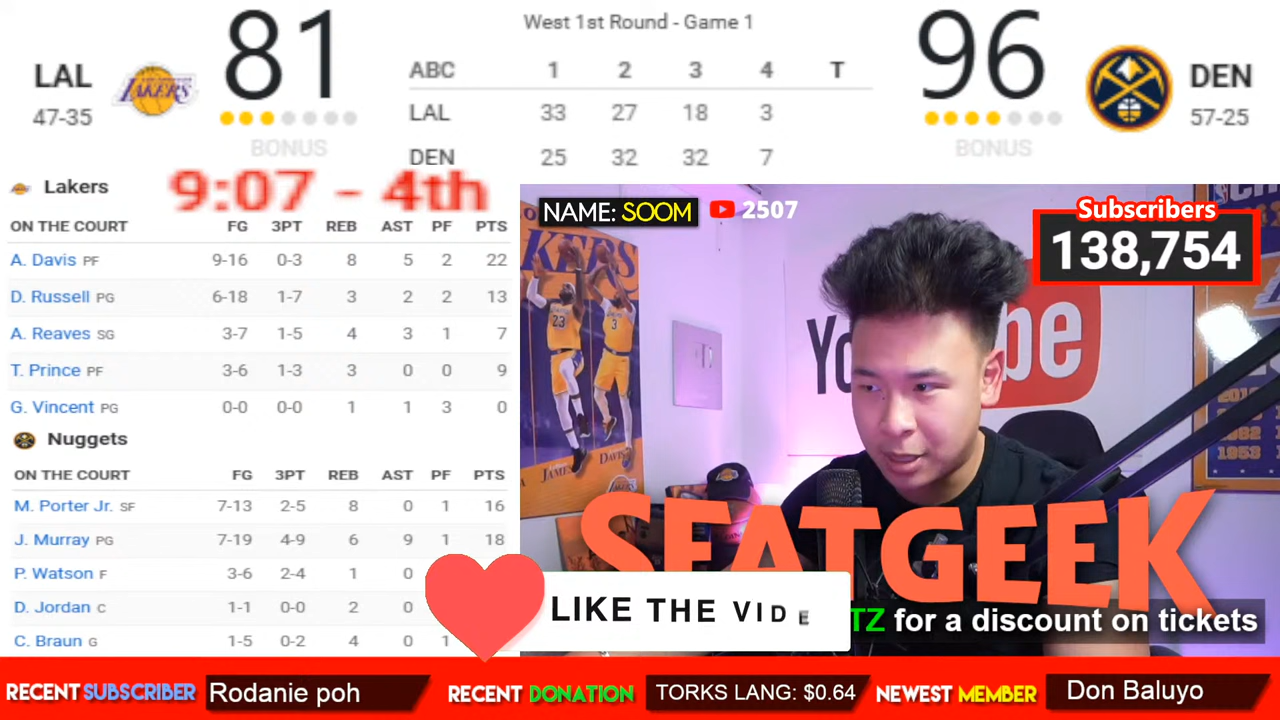 West 1st Round - Game 1
LAL
47-35
LAKERS
81
BONUS
ABC 1 2 3 4 T
LAL 33 27 18 3
DEN 25 32 32 7
96
BONUS
DEN
57-25
9:07 - 4th
Lakers
ON THE COURT FG 3PT REB AST PF PTS
A. Davis PF 9-16 0-3 8 5 2 22
D. Russell PG 6-18 1-7 3 2 2 13
A. Reaves SG 3-7 1-5 4 3 1 7
T. Prince PF 3-6 1-3 3 0 0 9
G. Vincent PG 0-0 0-0 1 1 3 0
Nuggets
ON THE COURT FG 3PT REB AST PF PTS
M. Porter Jr. SF 7-13 2-5 8 0 1 16
J. Murray PG 7-19 4-9 6 9 1 18
P. Watson F 3-6 2-4 1 0
D. Jordan C 1-1 0-0 2 0
C. Braun G 1-5 0-2 4 0 1
NAME: SOOM 2507
Subscribers
138,754
LAKERS
23 3
JAMES DAVIS
YouTube
SEATGEEK
LIKE THE VIDE
TZ for a discount on tickets
RECENT SUBSCRIBER Rodanie poh
RECENT DONATION TORKS LANG: $0.64
NEWEST MEMBER Don Baluyo